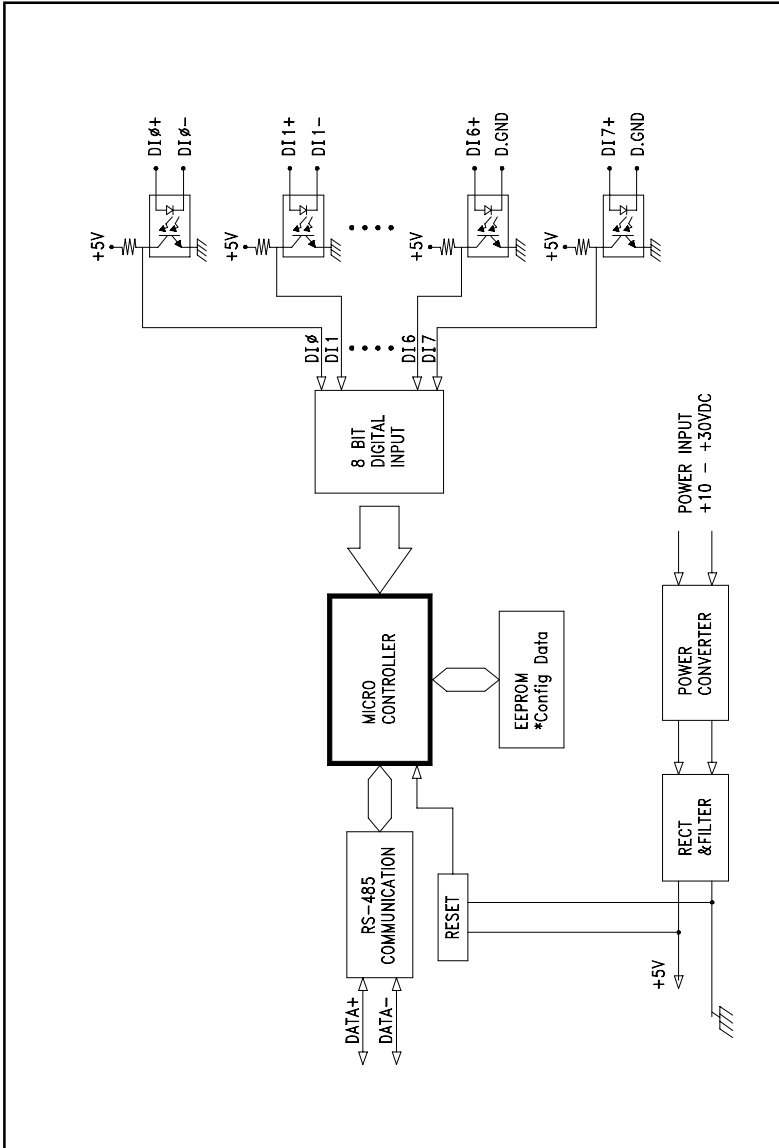 DATA+
DATA-
RS-485
COMMUNICATION
MICRO
CONTROLLER
8 BIT
DIGITAL
INPUT
DIø
DI1
DI6
DI7
+5V
DIø+
DIø-
+5V
DI1+
DI1-
+5V
DI6+
D.GND
+5V
DI7+
D.GND
RESET
EEPROM
*Config Data
+5V
RECT
&FILTER
POWER
CONVERTER
POWER INPUT
+10 - +30VDC